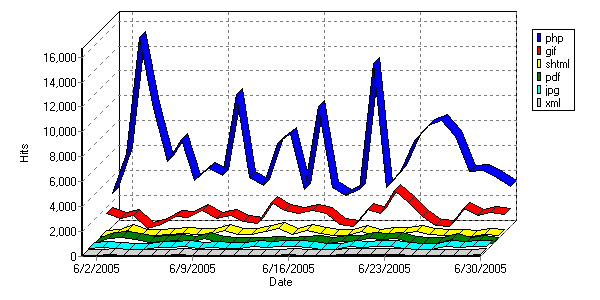 16,000
14,000
12,000
10,000
8,000
6,000
4,000
2,000
0
Hits
6/2/2005 6/9/2005 6/16/2005 6/23/2005 6/30/2005
Date
php
gif
shtml
pdf
jpg
xml